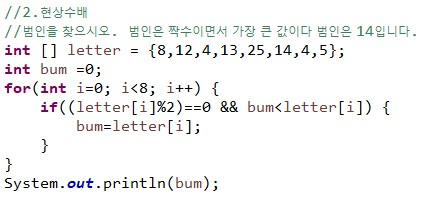 //2.현상수배
//범인을 찾으시오. 범인은 짝수이면서 가장 큰 값이다 범인은 14입니다.
int [] letter = {8,12,4,13,25,14,4,5};
int bum =0;
for(int i=0; i<8; i++) {
    if((letter[i]%2)==0 && bum<letter[i]) {
        bum=letter[i];
    }
}
System.out.println(bum);